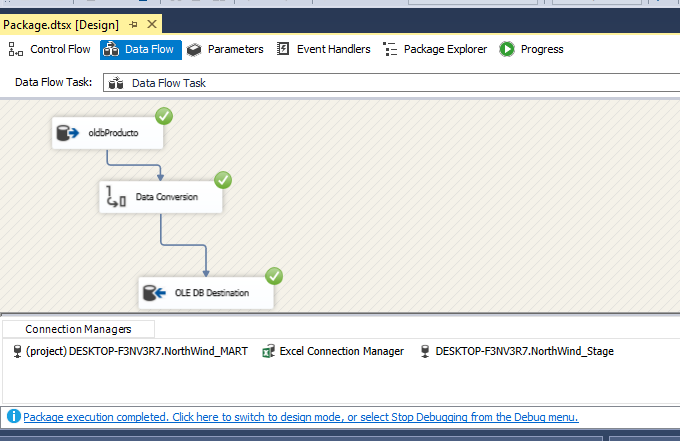 Package.dtsx [Design]
Control Flow Data Flow Parameters Event Handlers Package Explorer Progress
Data Flow Task: Data Flow Task
oldbProducto
Data Conversion
OLE DB Destination
Connection Managers
(project) DESKTOP-F3NV3R7.NorthWind_MART Excel Connection Manager DESKTOP-F3NV3R7.NorthWind_Stage
Package execution completed. Click here to switch to design mode, or select Stop Debugging from the Debug menu.